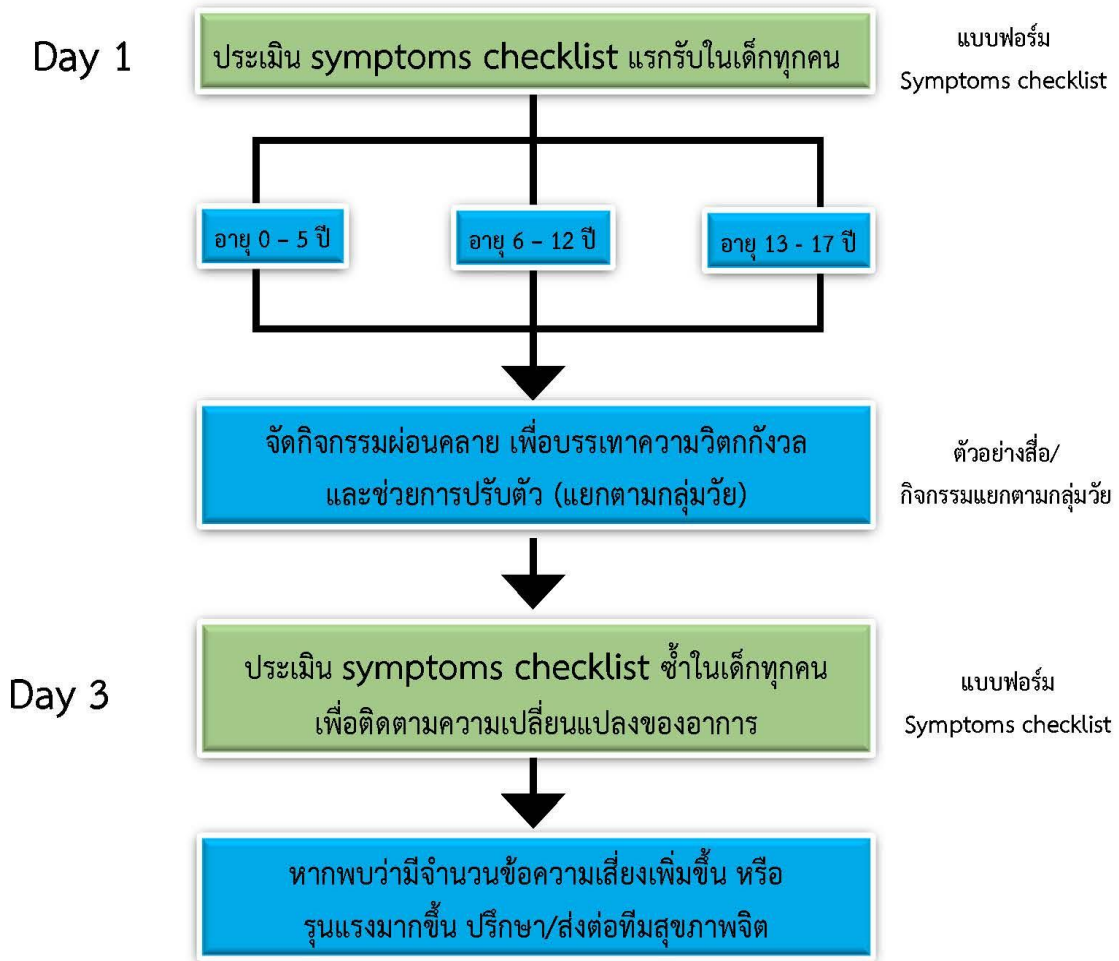 Day 1
ประเมิน symptoms checklist แรกรับในเด็กทุกคน
แบบฟอร์ม
Symptoms checklist
อายุ 0 – 5 ปี
อายุ 6 – 12 ปี
อายุ 13 - 17 ปี
จัดกิจกรรมผ่อนคลาย เพื่อบรรเทาความวิตกกังวล
และช่วยการปรับตัว (แยกตามกลุ่มวัย)
ตัวอย่างสื่อ/
กิจกรรมแยกตามกลุ่มวัย
Day 3
ประเมิน symptoms checklist ซ้ำในเด็กทุกคน
เพื่อติดตามความเปลี่ยนแปลงของอาการ
แบบฟอร์ม
Symptoms checklist
หากพบว่ามีจำนวนข้อความเสี่ยงเพิ่มขึ้น หรือ
รุนแรงมากขึ้น ปรึกษา/ส่งต่อทีมสุขภาพจิต